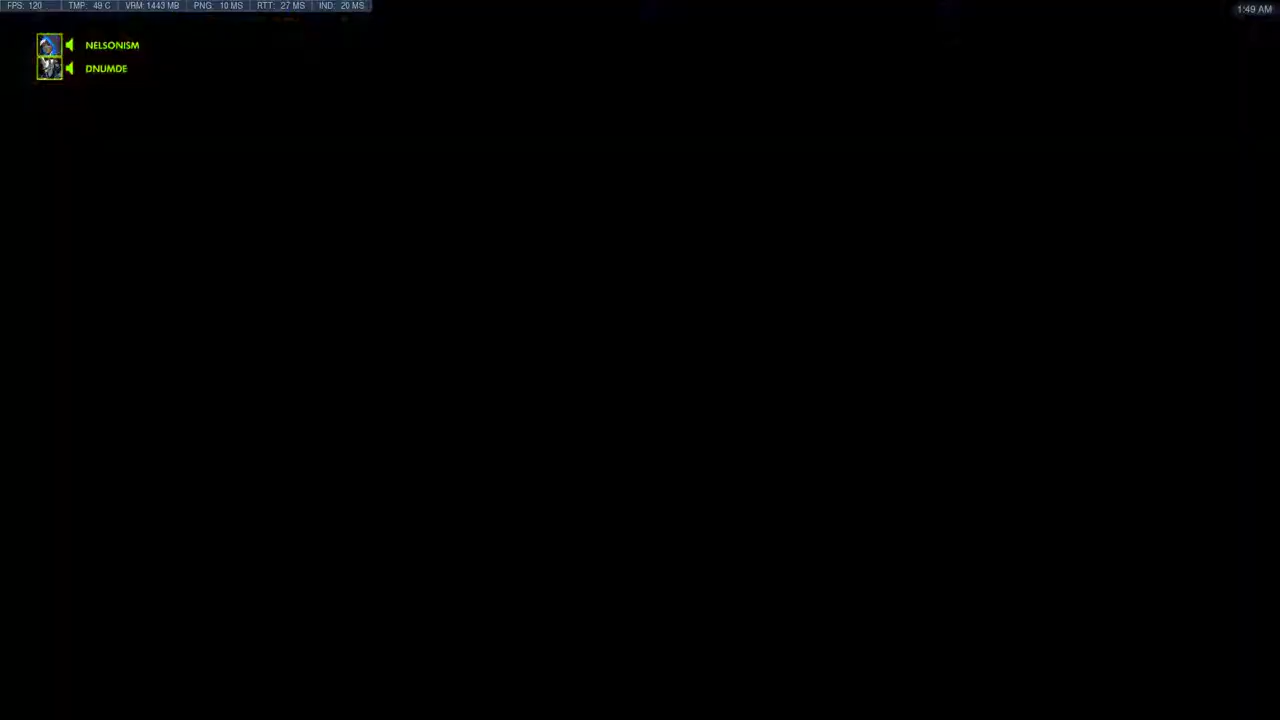 FPS: 120 TMP: 49 C VRM: 1443 MB PNG: 10 MS RTT: 27 MS IND: 20 MS
1:49 AM
NELSONISM
DNUMDE